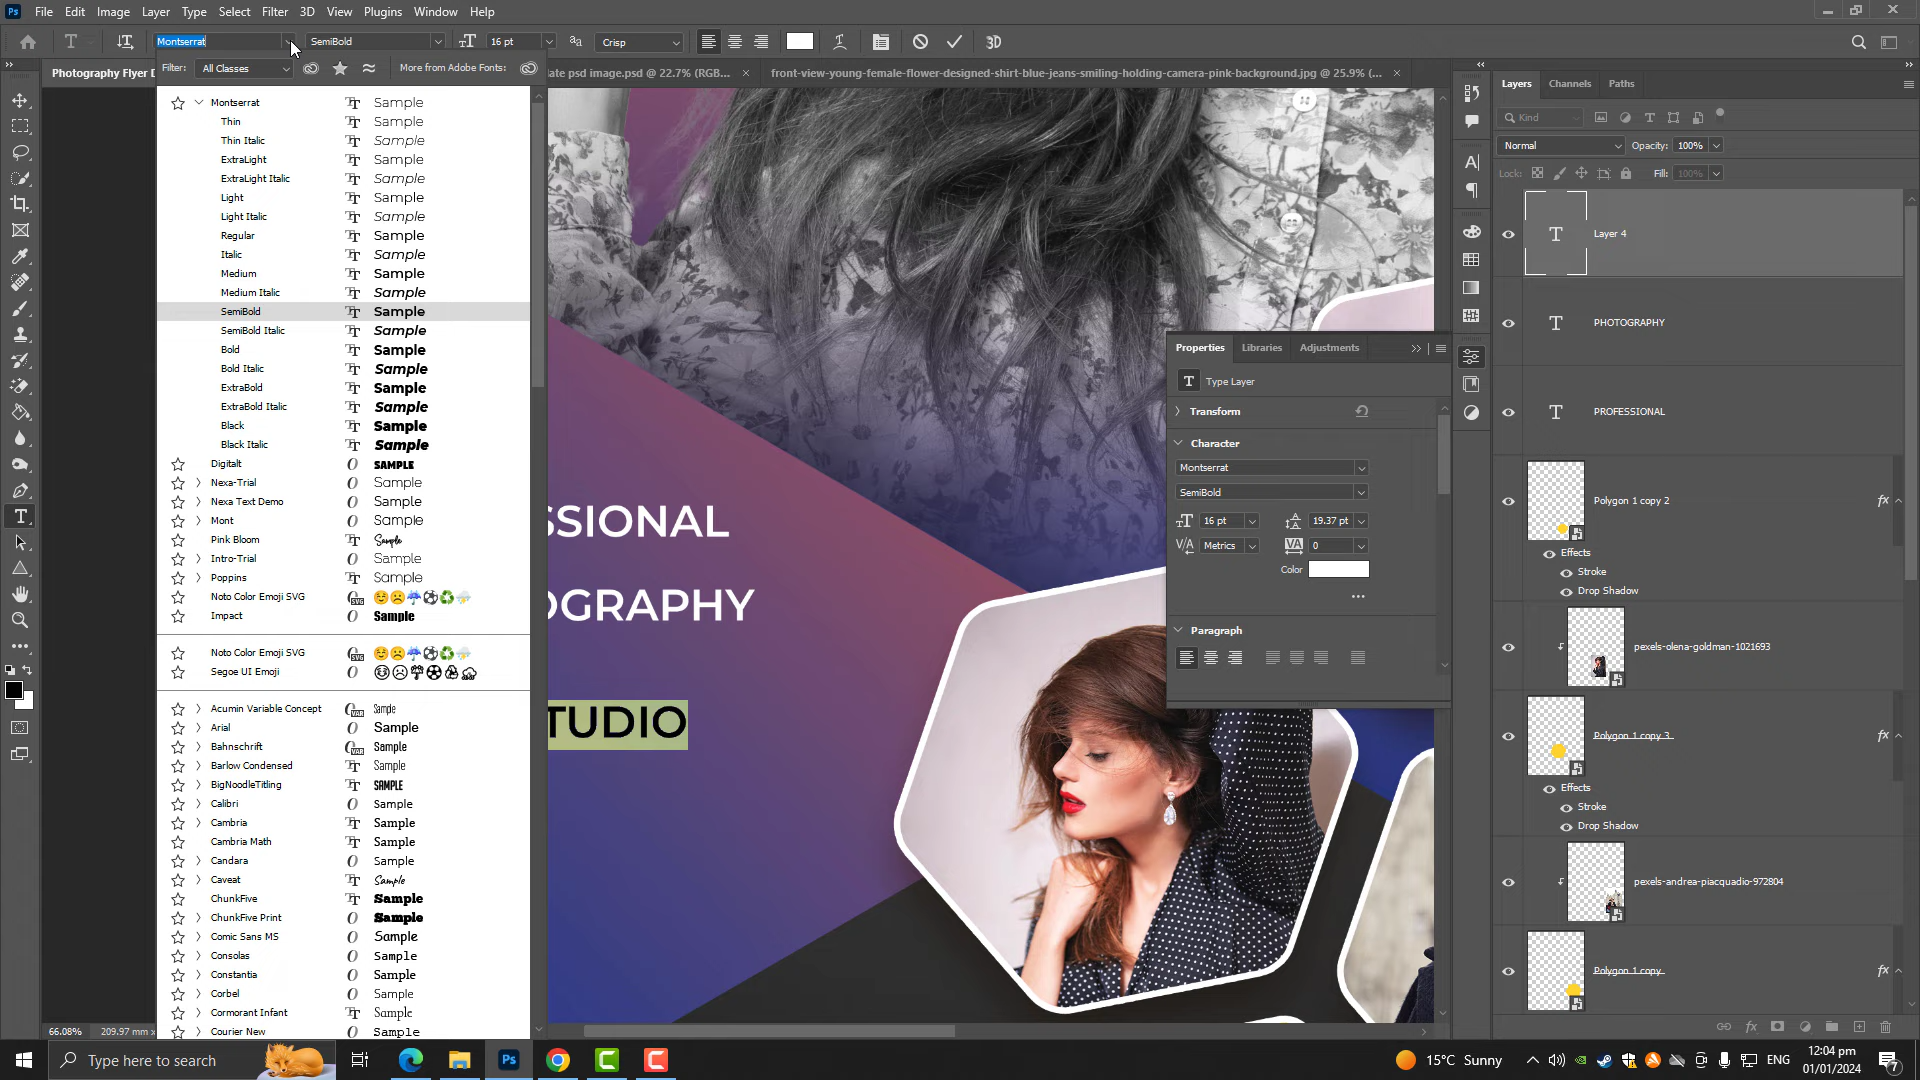 Ps File Edit Image Layer Type Select Filter 3D View Plugins Window Help
Montserrat SemiBold 16 pt Crisp 3D
Filter: All Classes More from Adobe Fonts:
Photography Flyer D late psd image.psd @ 22.7% (RGB... × front-view-young-female-flower-designed-shirt-blue-jeans-smiling-holding-camera-pink-background.jpg @ 25.9% (... ×
Montserrat Sample
Thin Sample
Thin Italic Sample
ExtraLight Sample
ExtraLight Italic Sample
Light Sample
Light Italic Sample
Regular Sample
Italic Sample
Medium Sample
Medium Italic Sample
SemiBold Sample
SemiBold Italic Sample
Bold Sample
Bold Italic Sample
ExtraBold Sample
ExtraBold Italic Sample
Black Sample
Black Italic Sample
Digitalt SAMPLE
Nexa-Trial Sample
Nexa Text Demo Sample
Mont Sample
Pink Bloom Sample
Intro-Trial Sample
Poppins Sample
Noto Color Emoji SVG
Impact Sample
Noto Color Emoji SVG
Segoe UI Emoji
Acumin Variable Concept Sample
Arial Sample
Bahnschrift Sample
Barlow Condensed Sample
BigNoodleTitling SAMPLE
Calibri Sample
Cambria Sample
Cambria Math Sample
Candara Sample
Caveat Sample
ChunkFive Sample
ChunkFive Print Sample
Comic Sans MS Sample
Consolas Sample
Constantia Sample
Corbel Sample
Cormorant Infant Sample
Courier New Sample
SSIONAL
OGRAPHY
TUDIO
Properties Libraries Adjustments
T Type Layer
Transform
Character
Montserrat
SemiBold
16 pt 19.37 pt
Metrics 0
Color
Paragraph
Layers Channels Paths
Kind
Normal Opacity: 100%
Lock: Fill: 100%
T Layer 4
T PHOTOGRAPHY
T PROFESSIONAL
Polygon 1 copy 2 fx
Effects
Stroke
Drop Shadow
pexels-olena-goldman-1021693
Polygon 1 copy 3 fx
Effects
Stroke
Drop Shadow
pexels-andrea-piacquadio-972804
Polygon 1 copy fx
66.08% 209.97 mm x
Type here to search
15°C Sunny
ENG
12:04 pm
01/01/2024
7